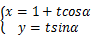 {x = 1 + tcosα
y = tsinα